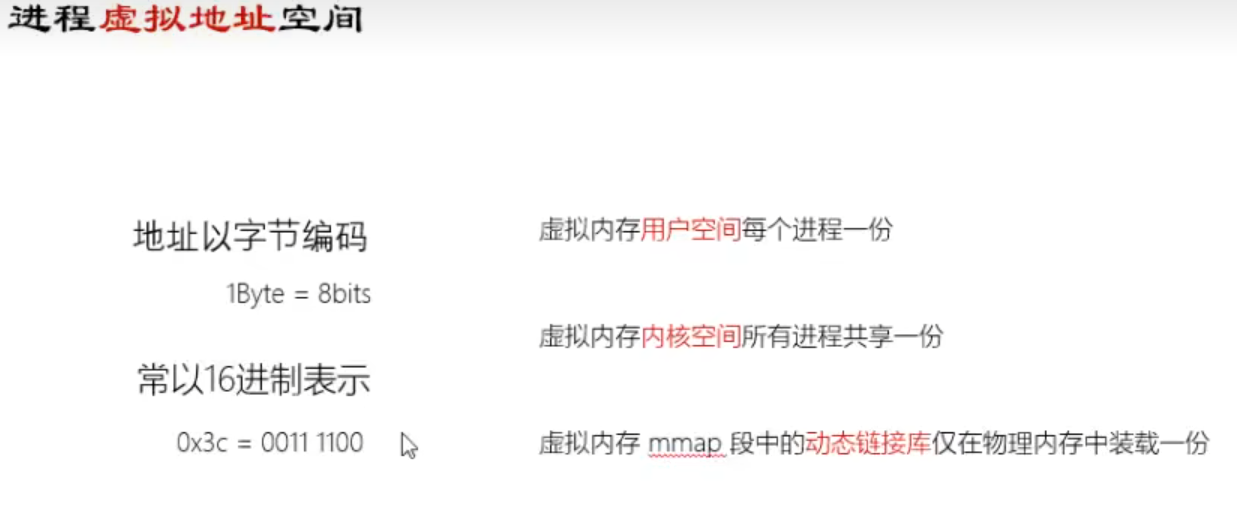 进程虚拟地址空间
地址以字节编码
1Byte = 8bits
常以16进制表示
0x3c = 0011 1100
虚拟内存用户空间每个进程一份
虚拟内存内核空间所有进程共享一份
虚拟内存 mmap 段中的动态链接库仅在物理内存中装载一份